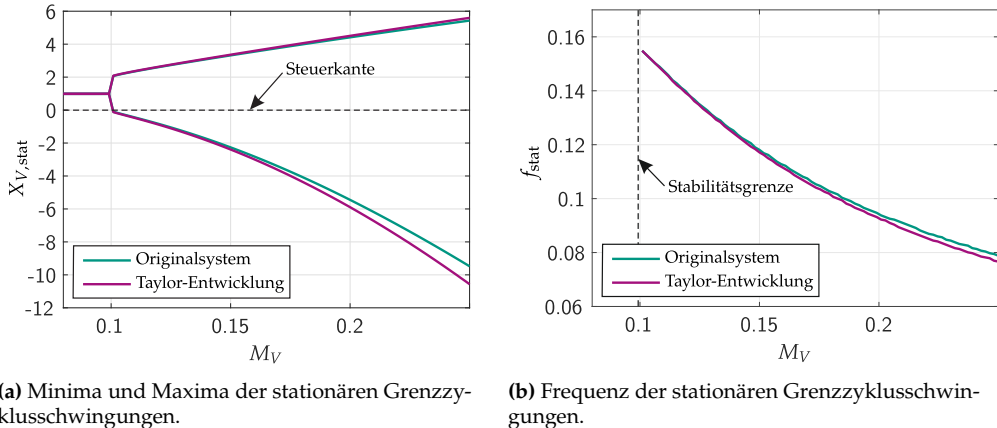 6
4
2
0
-2
-4
-6
-8
-10
-12
X_V,stat
Steuerkante
Originalsystem
Taylor-Entwicklung
0.1 0.15 0.2
M_V
0.16
0.14
0.12
0.1
0.08
0.06
f_stat
Stabilitätsgrenze
Originalsystem
Taylor-Entwicklung
0.1 0.15 0.2
M_V
(a) Minima und Maxima der stationären Grenzzy-
klusschwingungen.
(b) Frequenz der stationären Grenzzyklusschwin-
gungen.